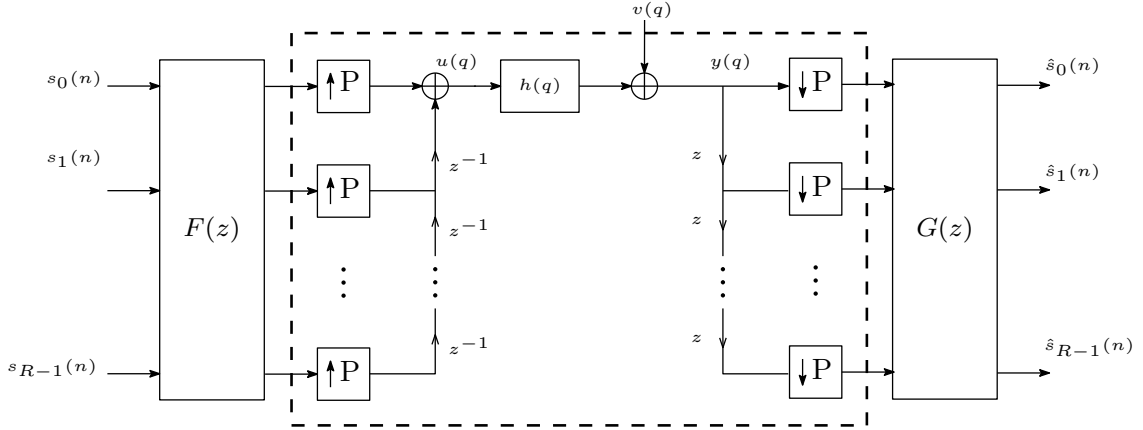 v(q)
s_0(n) u(q) y(q) ŝ_0(n)
↑P h(q) ↓P
s_1(n) z^{-1} z ŝ_1(n)
↑P ↓P
F(z) z^{-1} z G(z)
s_{R-1}(n) z^{-1} z ŝ_{R-1}(n)
↑P ↓P